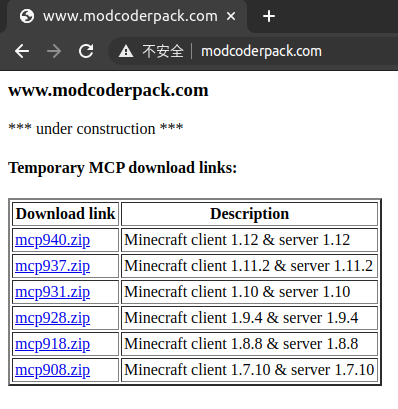 www.modcoderpack.com
不安全 modcoderpack.com
www.modcoderpack.com
*** under construction ***
Temporary MCP download links:
Download link Description
mcp940.zip Minecraft client 1.12 & server 1.12
mcp937.zip Minecraft client 1.11.2 & server 1.11.2
mcp931.zip Minecraft client 1.10 & server 1.10
mcp928.zip Minecraft client 1.9.4 & server 1.9.4
mcp918.zip Minecraft client 1.8.8 & server 1.8.8
mcp908.zip Minecraft client 1.7.10 & server 1.7.10